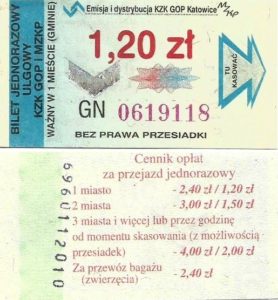 Emisja i dystrybucja KZK GOP Katowice
BILET JEDNORAZOWY
ULGOWY
KZK GOP i MZKP
WAŻNY W 1 MIEŚCIE (GMINIE)
1,20 zł
TU
KASOWAĆ
GN 0619118
BEZ PRAWA PRZESIADKI
Cennik opłat
za przejazd jednorazowy
1 miasto - 2,40 zł / 1,20 zł
2 miasta - 3,00 zł / 1,50 zł
3 miasta i więcej lub przez godzinę
od momentu skasowania (z możliwością
przesiadek) -4,00 zł / 2,00 zł
Za przewóz bagażu
(zwierzęcia) - 2,40 zł